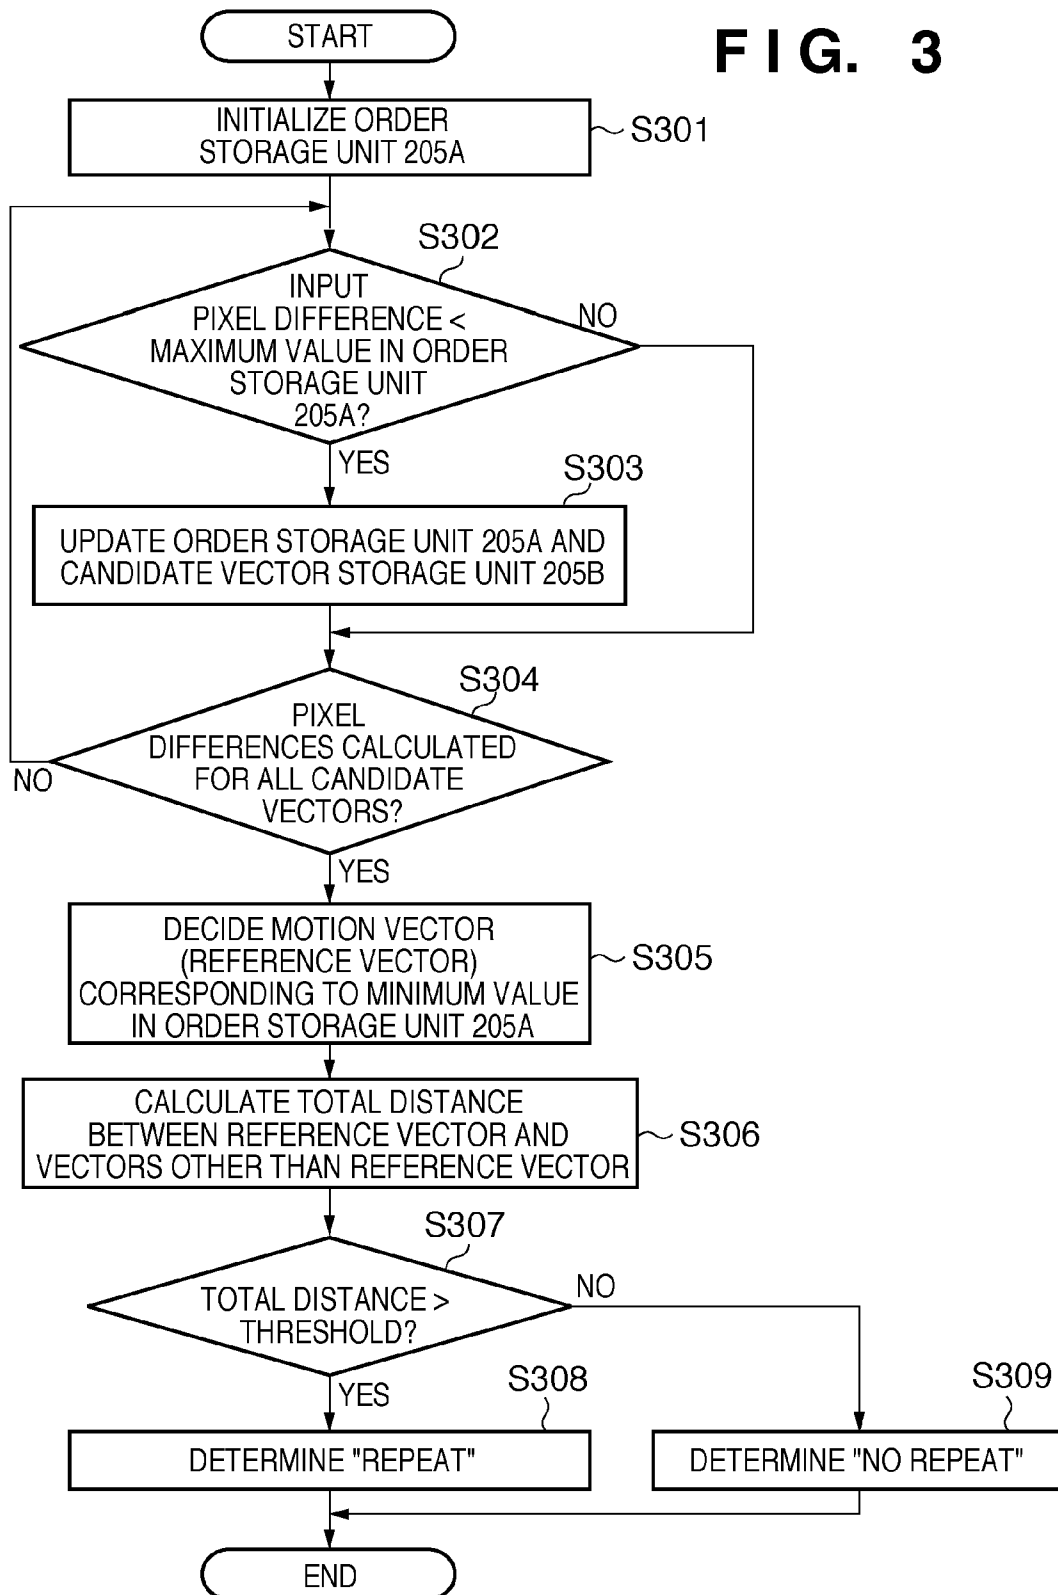 FIG. 3
START
INITIALIZE ORDER
STORAGE UNIT 205A
S301
S302
INPUT
PIXEL DIFFERENCE <
MAXIMUM VALUE IN ORDER
STORAGE UNIT
205A?
NO
YES
S303
UPDATE ORDER STORAGE UNIT 205A AND
CANDIDATE VECTOR STORAGE UNIT 205B
S304
PIXEL
DIFFERENCES CALCULATED
FOR ALL CANDIDATE
VECTORS?
NO
YES
DECIDE MOTION VECTOR
(REFERENCE VECTOR)
CORRESPONDING TO MINIMUM VALUE
IN ORDER STORAGE UNIT 205A
S305
CALCULATE TOTAL DISTANCE
BETWEEN REFERENCE VECTOR AND
VECTORS OTHER THAN REFERENCE VECTOR
S306
S307
TOTAL DISTANCE >
THRESHOLD?
NO
YES
S308
DETERMINE "REPEAT"
S309
DETERMINE "NO REPEAT"
END